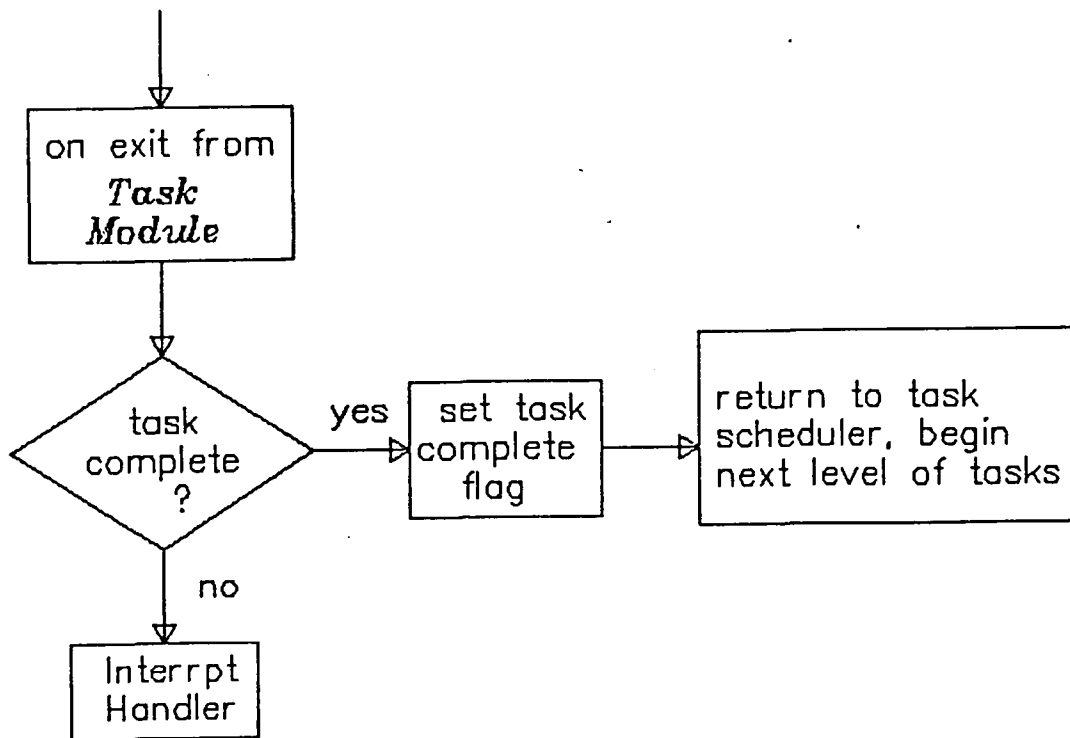 on exit from
Task
Module
task
complete
?
yes
set task
complete
flag
return to task
scheduler, begin
next level of tasks
no
Interrpt
Handler